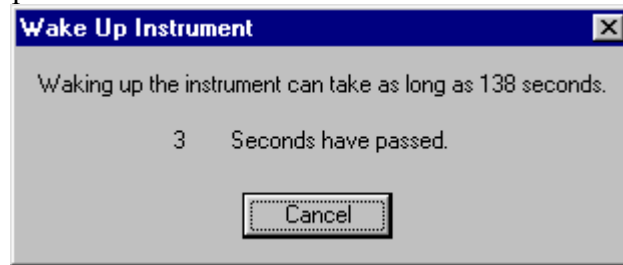 Wake Up Instrument
Waking up the instrument can take as long as 138 seconds.
3 Seconds have passed.
Cancel